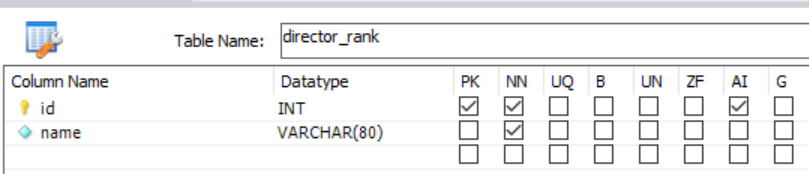 Table Name: director_rank
Column Name Datatype PK NN UQ B UN ZF AI G
id INT
name VARCHAR(80)